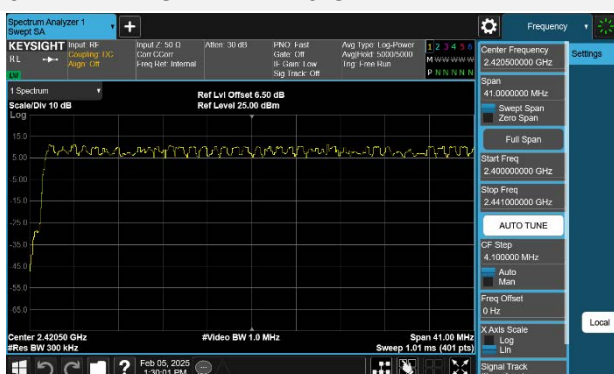 Spectrum Analyzer 1
Swept SA
+
Frequency
KEYSIGHT
Input: RF
Input Z: 50 Ω
Atten: 30 dB
PNO: Fast
Avg Type: Log-Power
1 2 3 4 5 6
RL
Coupling: DC
Corr CCorr
Gate: Off
Avg|Hold: 5000/5000
M W W W W W
Align: Off
Freq Ref: Internal
IF Gain: Low
Trig: Free Run
Sig Track: Off
P N N N N N
LW
1 Spectrum
Scale/Div 10 dB
Log
Ref Lvl Offset 6.50 dB
Ref Level 25.00 dBm
15.0
5.00
-5.00
-15.0
-25.0
-35.0
-45.0
-55.0
-65.0
Center 2.42050 GHz
#Res BW 300 kHz
#Video BW 1.0 MHz
Span 41.00 MHz
Sweep 1.01 ms (401 pts)
Feb 05, 2025
1:30:01 PM
?
Center Frequency
2.420500000 GHz
Settings
Span
41.0000000 MHz
Swept Span
Zero Span
Full Span
Start Freq
2.400000000 GHz
Stop Freq
2.441000000 GHz
AUTO TUNE
CF Step
4.100000 MHz
Auto
Man
Freq Offset
0 Hz
X Axis Scale
Log
Lin
Signal Track
Local